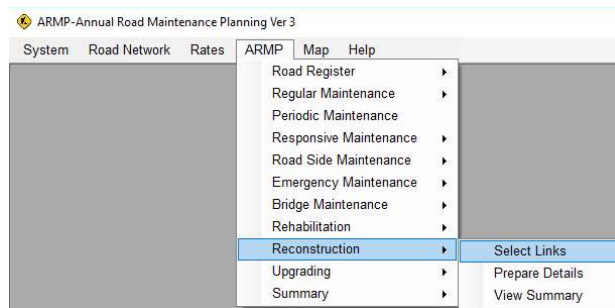 ARMP-Annual Road Maintenance Planning Ver 3
System Road Network Rates ARMP Map Help
Road Register
Regular Maintenance
Periodic Maintenance
Responsive Maintenance
Road Side Maintenance
Emergency Maintenance
Bridge Maintenance
Rehabilitation
Reconstruction
Upgrading
Summary
Select Links
Prepare Details
View Summary